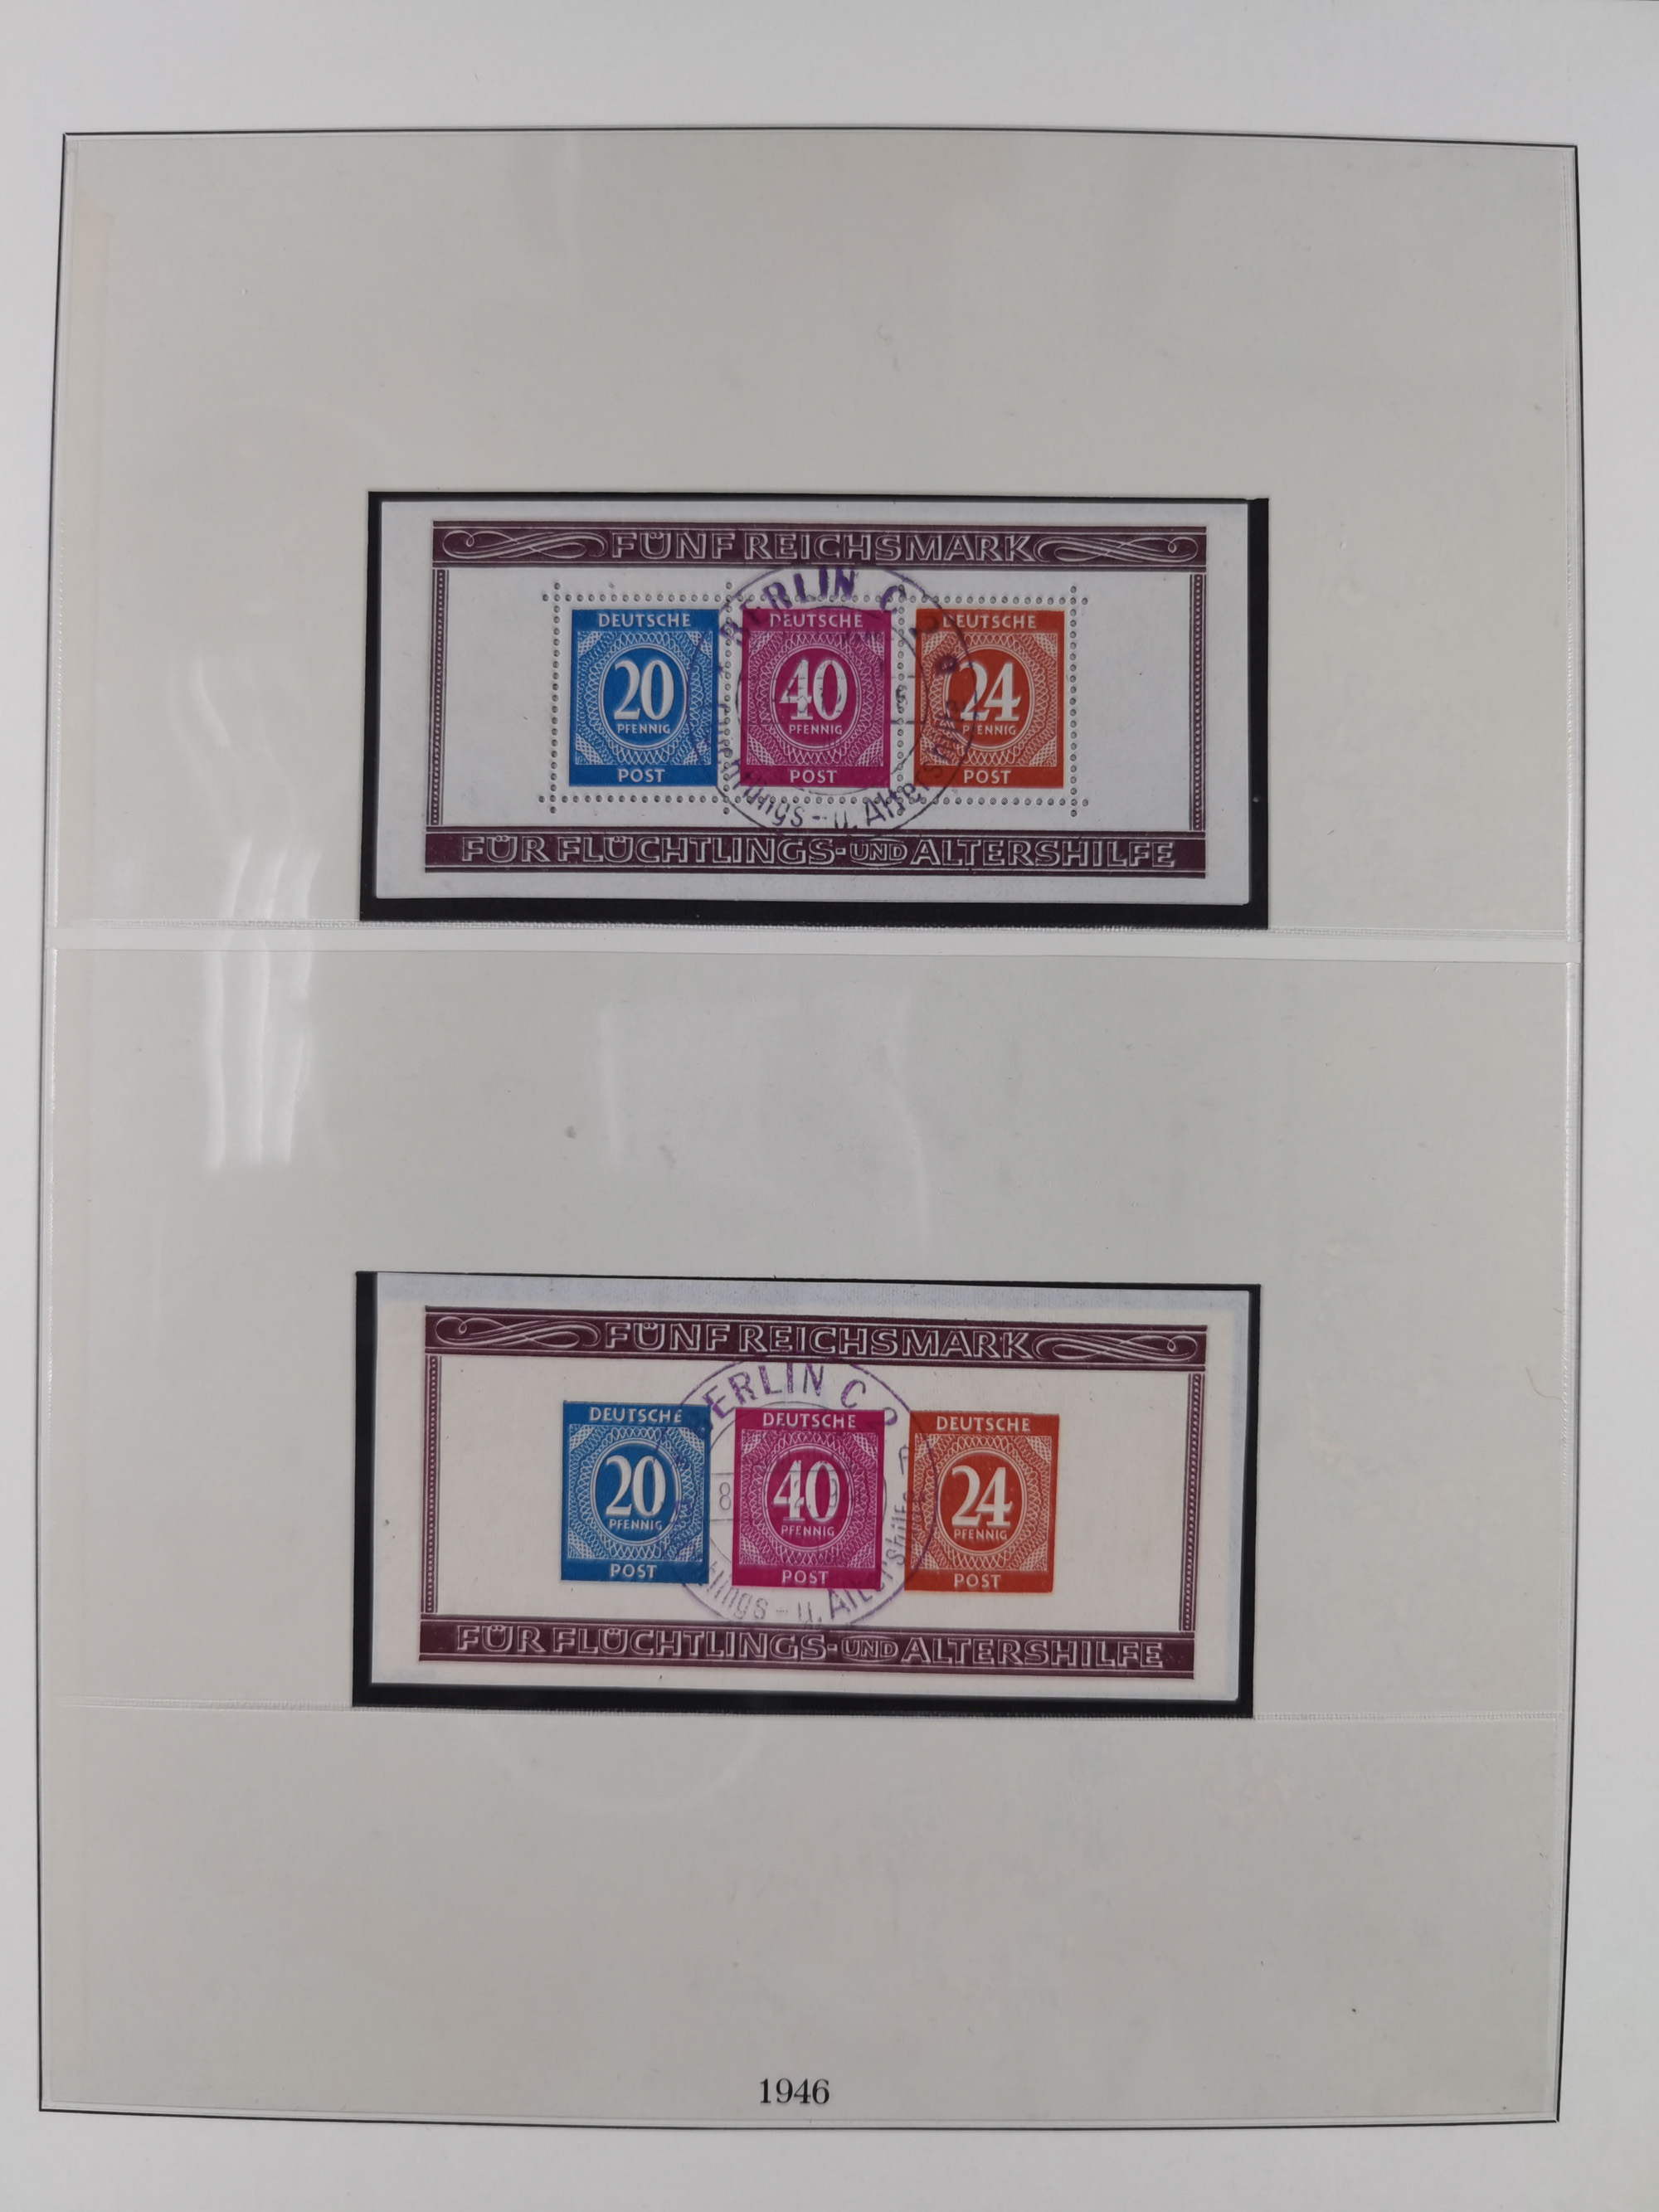 FÜNF REICHSMARK
BERLIN C
DEUTSCHE DEUTSCHE DEUTSCHE
20 40 24
PFENNIG PFENNIG PFENNIG
POST POST POST
u. Altershilfe
FÜR FLÜCHTLINGS- UND ALTERSHILFE
FÜNF REICHSMARK
BERLIN C
DEUTSCHE DEUTSCHE DEUTSCHE
20 40 24
PFENNIG PFENNIG PFENNIG
POST POST POST
u. Altershilfe
FÜR FLÜCHTLINGS- UND ALTERSHILFE
1946